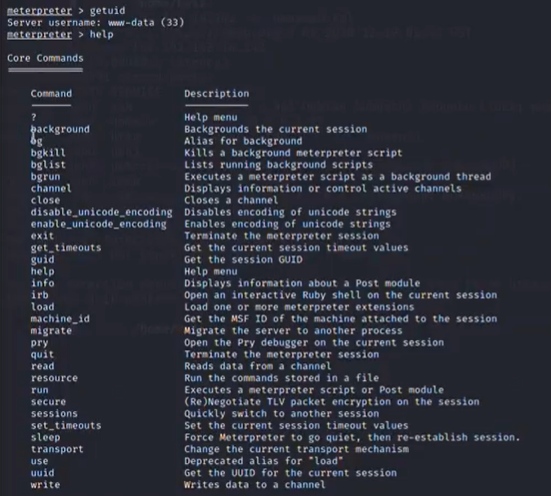 meterpreter > getuid
Server username: www-data (33)
meterpreter > help
Core Commands
Command Description
? Help menu
background Backgrounds the current session
bg Alias for background
bgkill Kills a background meterpreter script
bglist Lists running background scripts
bgrun Executes a meterpreter script as a background thread
channel Displays information or control active channels
close Closes a channel
disable_unicode_encoding Disables encoding of unicode strings
enable_unicode_encoding Enables encoding of unicode strings
exit Terminate the meterpreter session
get_timeouts Get the current session timeout values
guid Get the session GUID
help Help menu
info Displays information about a Post module
irb Open an interactive Ruby shell on the current session
load Load one or more meterpreter extensions
machine_id Get the MSF ID of the machine attached to the session
migrate Migrate the server to another process
pry Open the Pry debugger on the current session
quit Terminate the meterpreter session
read Reads data from a channel
resource Run the commands stored in a file
run Executes a meterpreter script or Post module
secure (Re)Negotiate TLV packet encryption on the session
sessions Quickly switch to another session
set_timeouts Set the current session timeout values
sleep Force Meterpreter to go quiet, then re-establish session.
transport Change the current transport mechanism
use Deprecated alias for "load"
uuid Get the UUID for the current session
write Writes data to a channel